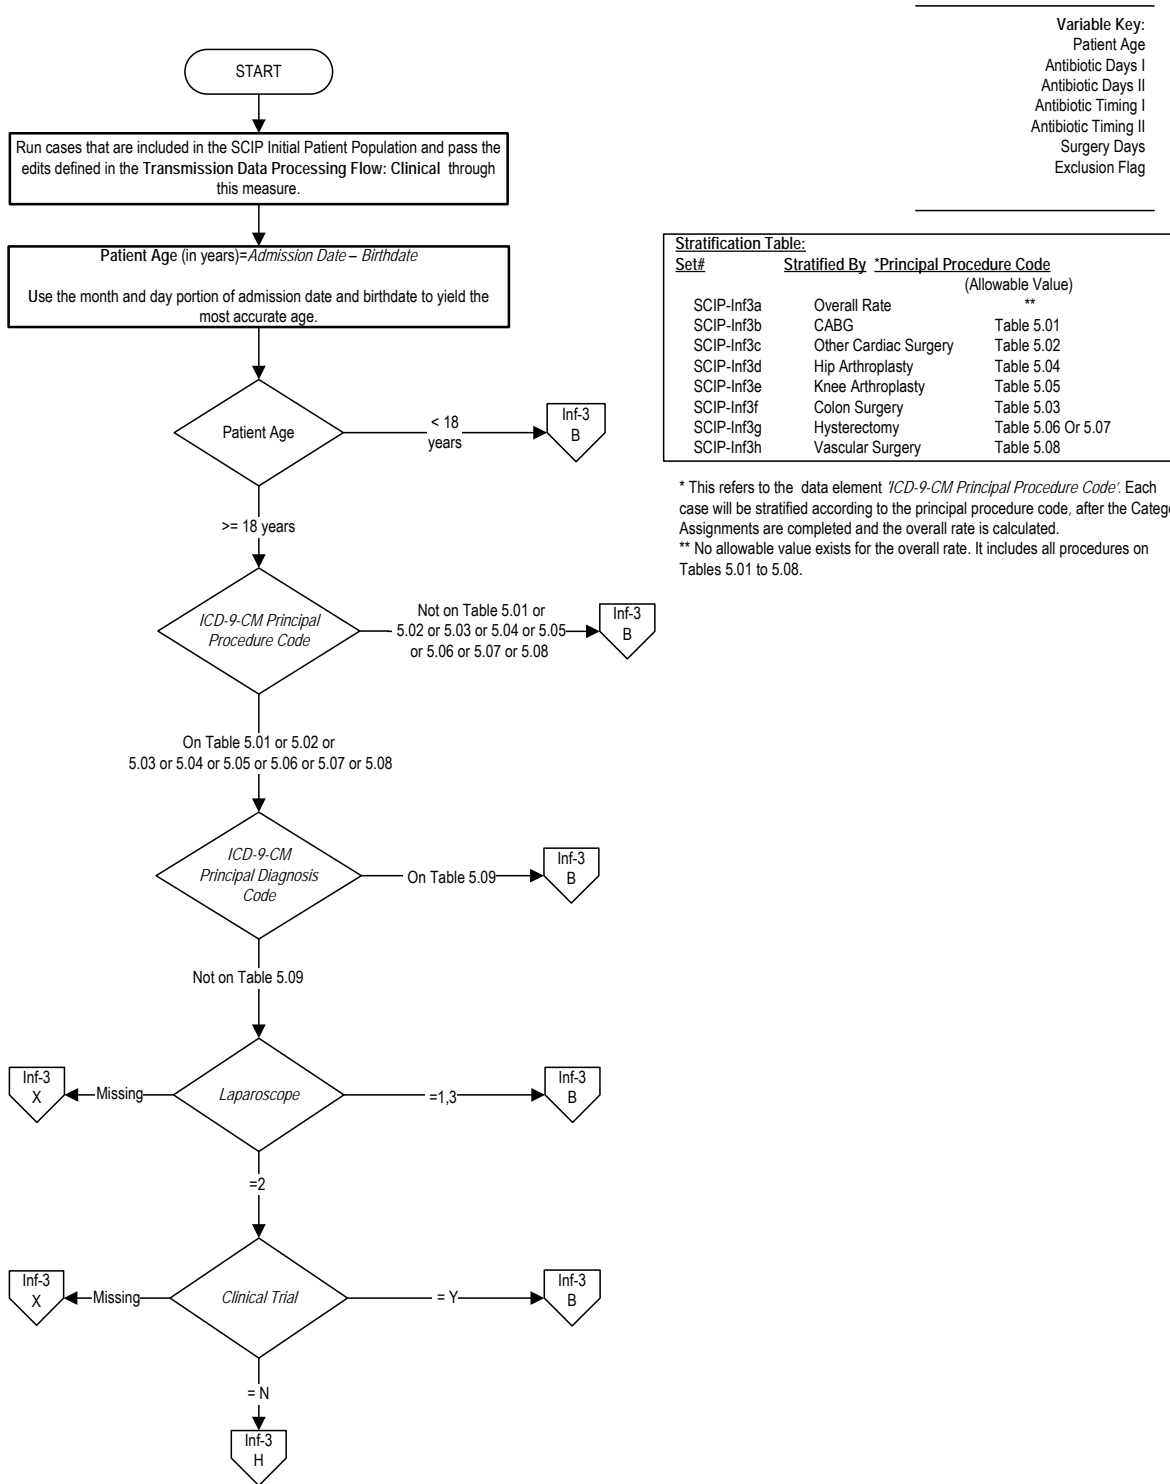 Variable Key:
Patient Age
Antibiotic Days I
Antibiotic Days II
Antibiotic Timing I
Antibiotic Timing II
Surgery Days
Exclusion Flag
START
Run cases that are included in the SCIP Initial Patient Population and pass the
edits defined in the Transmission Data Processing Flow: Clinical through
this measure.
Patient Age (in years)=Admission Date – Birthdate
Use the month and day portion of admission date and birthdate to yield the
most accurate age.
Stratification Table:
Set# Stratified By *Principal Procedure Code
(Allowable Value)
SCIP-Inf3a Overall Rate **
SCIP-Inf3b CABG Table 5.01
SCIP-Inf3c Other Cardiac Surgery Table 5.02
SCIP-Inf3d Hip Arthroplasty Table 5.04
SCIP-Inf3e Knee Arthroplasty Table 5.05
SCIP-Inf3f Colon Surgery Table 5.03
SCIP-Inf3g Hysterectomy Table 5.06 Or 5.07
SCIP-Inf3h Vascular Surgery Table 5.08
* This refers to the data element 'ICD-9-CM Principal Procedure Code'. Each
case will be stratified according to the principal procedure code, after the Catego
Assignments are completed and the overall rate is calculated.
** No allowable value exists for the overall rate. It includes all procedures on
Tables 5.01 to 5.08.
Patient Age
< 18
years
Inf-3
B
>= 18 years
ICD-9-CM Principal
Procedure Code
Not on Table 5.01 or
5.02 or 5.03 or 5.04 or 5.05
or 5.06 or 5.07 or 5.08
Inf-3
B
On Table 5.01 or 5.02 or
5.03 or 5.04 or 5.05 or 5.06 or 5.07 or 5.08
ICD-9-CM
Principal Diagnosis
Code
On Table 5.09
Inf-3
B
Not on Table 5.09
Inf-3
X
Missing
Laparoscope
=1,3
Inf-3
B
=2
Inf-3
X
Missing
Clinical Trial
= Y
Inf-3
B
= N
Inf-3
H